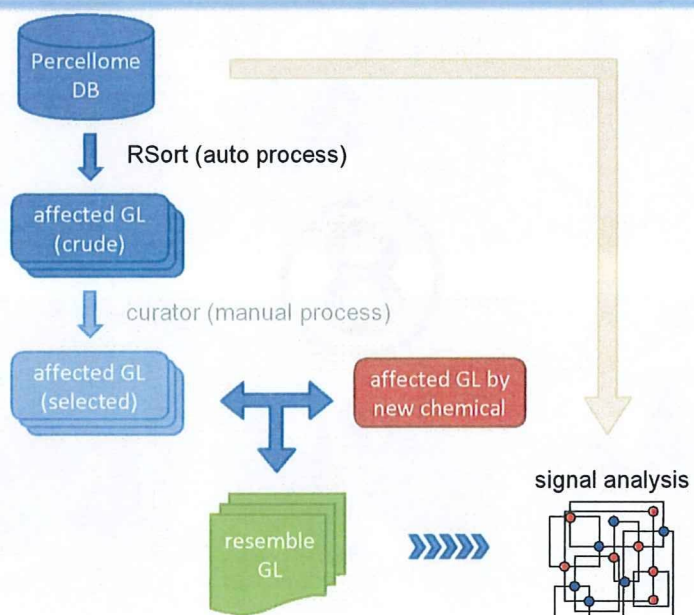 Percellome
DB
RSort (auto process)
affected GL
(crude)
curator (manual process)
affected GL
(selected)
affected GL by
new chemical
signal analysis
resemble
GL